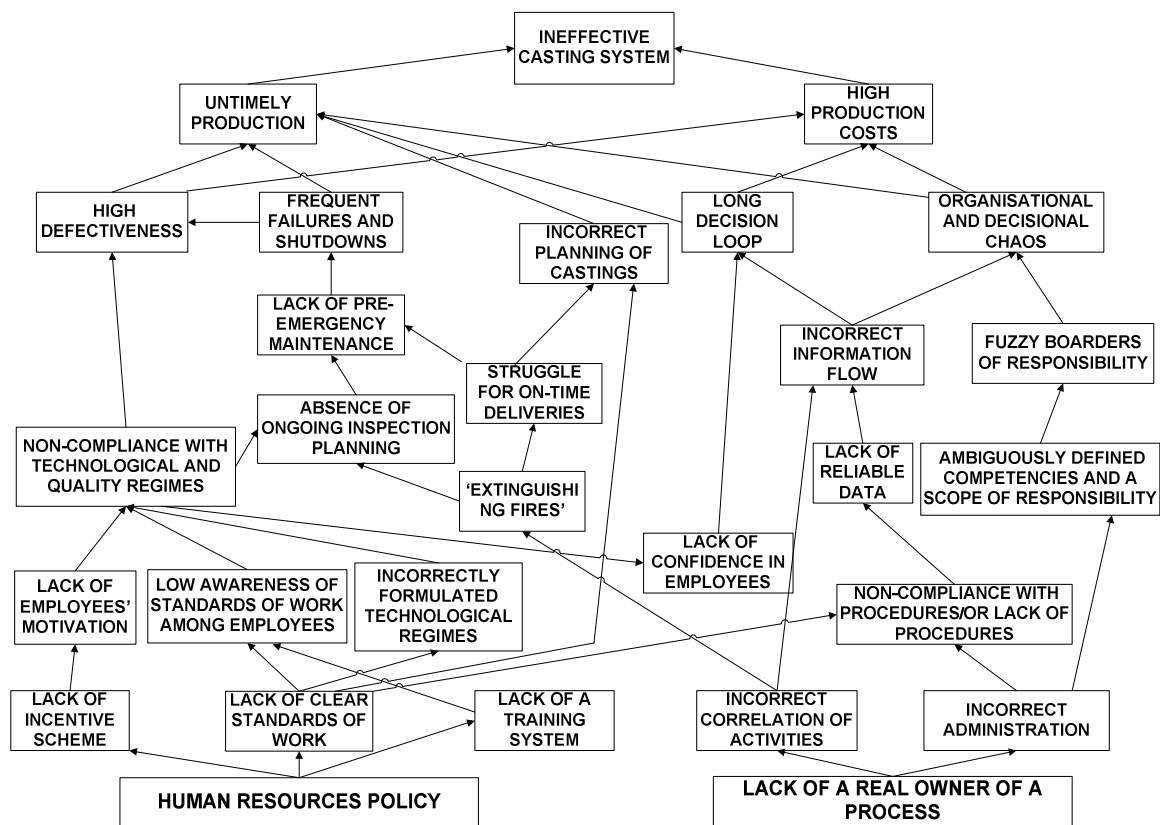 INEFFECTIVE
CASTING SYSTEM
UNTIMELY
PRODUCTION
HIGH
PRODUCTION
COSTS
HIGH
DEFECTIVENESS
FREQUENT
FAILURES AND
SHUTDOWNS
INCORRECT
PLANNING OF
CASTINGS
LONG
DECISION
LOOP
ORGANISATIONAL
AND DECISIONAL
CHAOS
LACK OF PRE-
EMERGENCY
MAINTENANCE
STRUGGLE
FOR ON-TIME
DELIVERIES
INCORRECT
INFORMATION
FLOW
FUZZY BOARDERS
OF RESPONSIBILITY
NON-COMPLIANCE WITH
TECHNOLOGICAL AND
QUALITY REGIMES
ABSENCE OF
ONGOING INSPECTION
PLANNING
‘EXTINGUISHI
NG FIRES’
LACK OF
RELIABLE
DATA
AMBIGUOUSLY DEFINED
COMPETENCIES AND A
SCOPE OF RESPONSIBILITY
LACK OF
EMPLOYEES’
MOTIVATION
LOW AWARENESS OF
STANDARDS OF WORK
AMONG EMPLOYEES
INCORRECTLY
FORMULATED
TECHNOLOGICAL
REGIMES
LACK OF
CONFIDENCE IN
EMPLOYEES
NON-COMPLIANCE WITH
PROCEDURES/OR LACK OF
PROCEDURES
LACK OF
INCENTIVE
SCHEME
LACK OF CLEAR
STANDARDS OF
WORK
LACK OF A
TRAINING
SYSTEM
INCORRECT
CORRELATION OF
ACTIVITIES
INCORRECT
ADMINISTRATION
HUMAN RESOURCES POLICY
LACK OF A REAL OWNER OF A
PROCESS